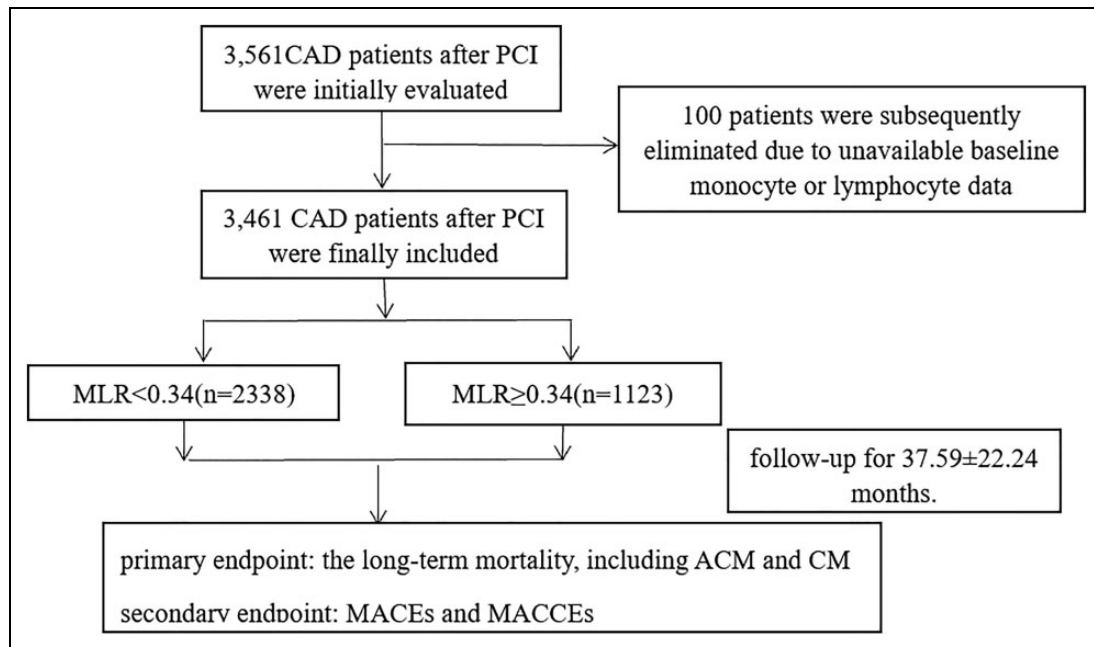 3,561CAD patients after PCI
were initially evaluated
100 patients were subsequently
eliminated due to unavailable baseline
monocyte or lymphocyte data
3,461 CAD patients after PCI
were finally included
MLR<0.34(n=2338)
MLR≥0.34(n=1123)
follow-up for 37.59±22.24
months.
primary endpoint: the long-term mortality, including ACM and CM
secondary endpoint: MACEs and MACCEs